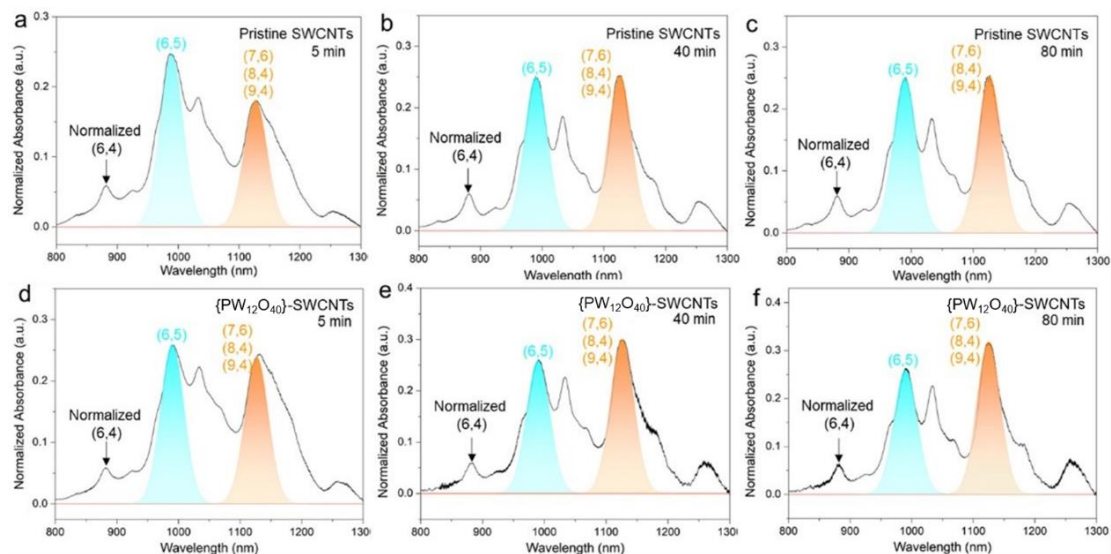 a
Pristine SWCNTs
5 min
(6,5)
(7,6)
(8,4)
(9,4)
Normalized
(6,4)
Normalized Absorbance (a.u.)
0.3
0.2
0.1
0.0
800 900 1000 1100 1200 1300
Wavelength (nm)
b
Pristine SWCNTs
40 min
(6,5)
(7,6)
(8,4)
(9,4)
Normalized
(6,4)
Normalized Absorbance (a.u.)
0.3
0.2
0.1
0.0
800 900 1000 1100 1200 1300
Wavelength (nm)
c
Pristine SWCNTs
80 min
(6,5)
(7,6)
(8,4)
(9,4)
Normalized
(6,4)
Normalized Absorbance (a.u.)
0.3
0.2
0.1
0.0
800 900 1000 1100 1200 1300
Wavelength (nm)
d
{PW₁₂O₄₀}-SWCNTs
5 min
(6,5)
(7,6)
(8,4)
(9,4)
Normalized
(6,4)
Normalized Absorbance (a.u.)
0.3
0.2
0.1
0.0
800 900 1000 1100 1200 1300
Wavelength (nm)
e
{PW₁₂O₄₀}-SWCNTs
40 min
(6,5)
(7,6)
(8,4)
(9,4)
Normalized
(6,4)
Normalized Absorbance (a.u.)
0.4
0.3
0.2
0.1
0.0
800 900 1000 1100 1200 1300
Wavelength (nm)
f
{PW₁₂O₄₀}-SWCNTs
80 min
(6,5)
(7,6)
(8,4)
(9,4)
Normalized
(6,4)
Normalized Absorbance (a.u.)
0.4
0.3
0.2
0.1
0.0
800 900 1000 1100 1200 1300
Wavelength (nm)